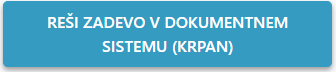 REŠI ZADEVO V DOKUMENTNEM
SISTEMU (KRPAN)